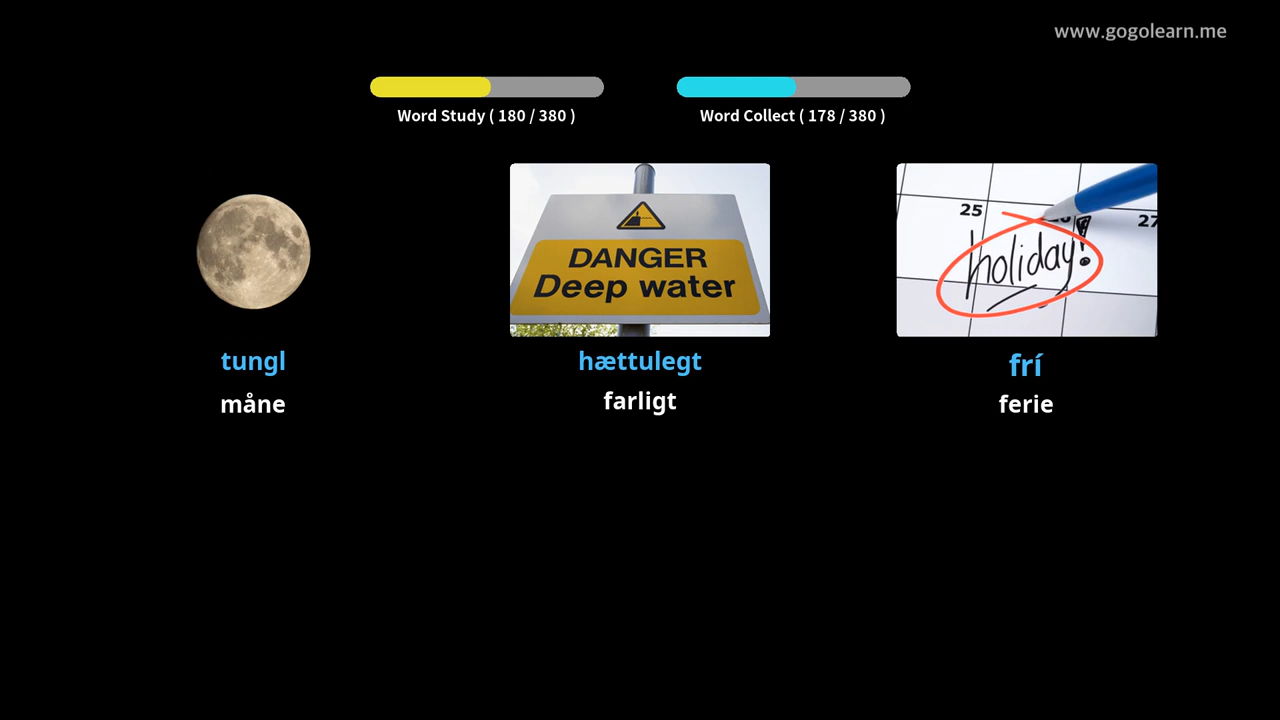 www.gogolearn.me
Word Study ( 180 / 380 )
Word Collect ( 178 / 380 )
DANGER
Deep water
25
27
holiday!
tungl
hættulegt
frí
måne
farligt
ferie